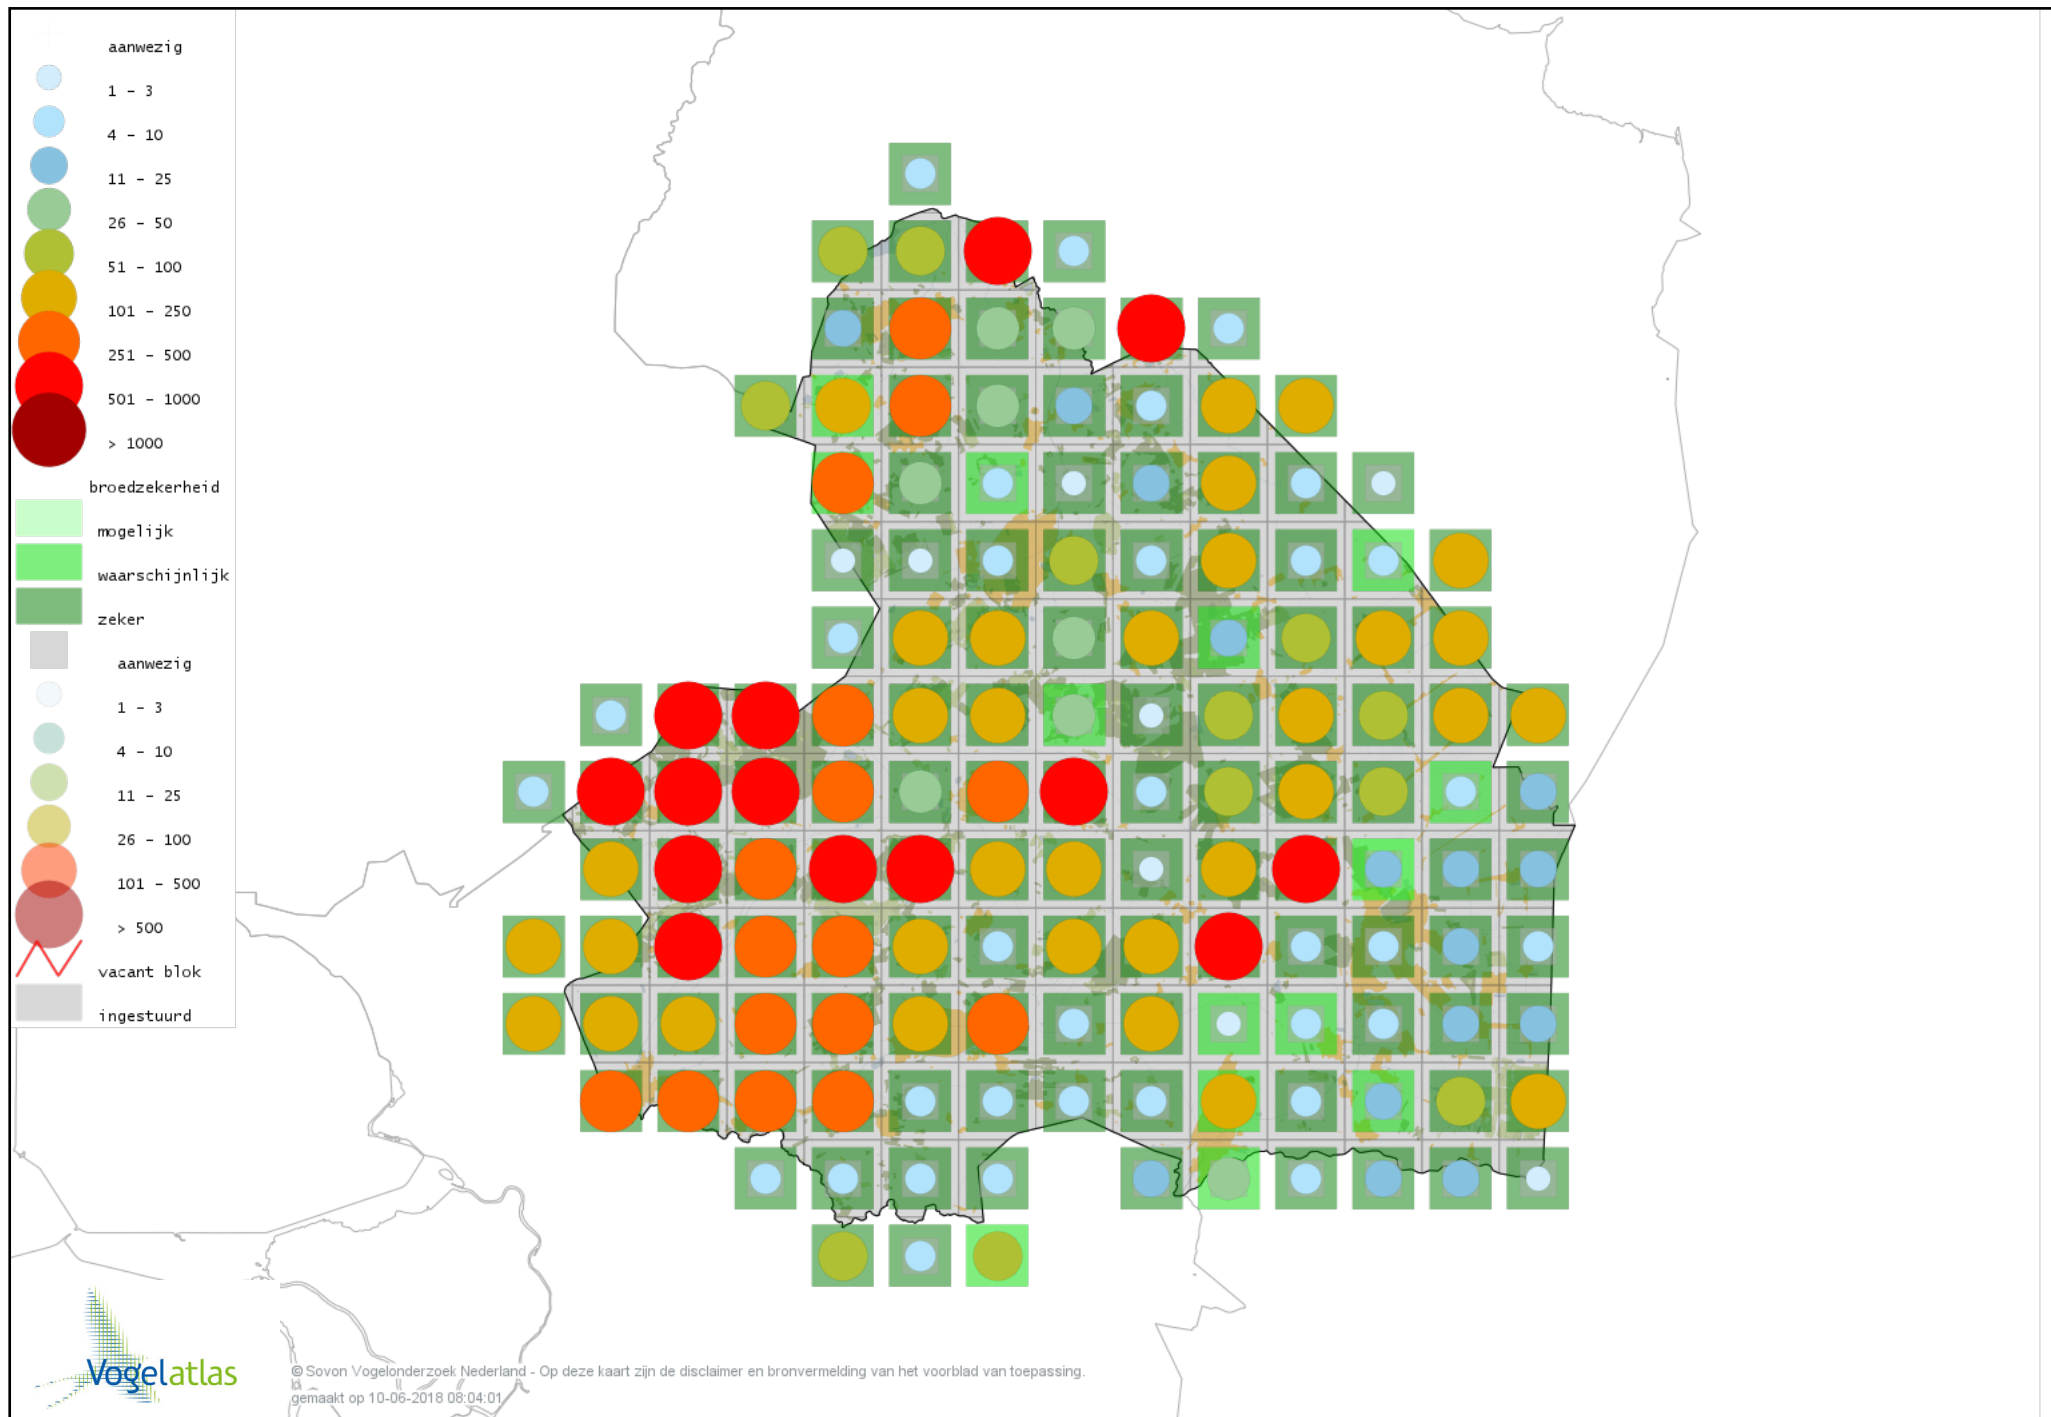 aanwezig
1 - 3
4 - 10
11 - 25
26 - 50
51 - 100
101 - 250
251 - 500
501 - 1000
> 1000
broedzekerheid
mogelijk
waarschijnlijk
zeker
aanwezig
1 - 3
4 - 10
11 - 25
26 - 100
101 - 500
> 500
vacant blok
ingestuurd
Vogelatlas
© Sovon Vogelonderzoek Nederland - Op deze kaart zijn de disclaimer en bronvermelding van het voorblad van toepassing.
gemaakt op 10-06-2018 08:04:01